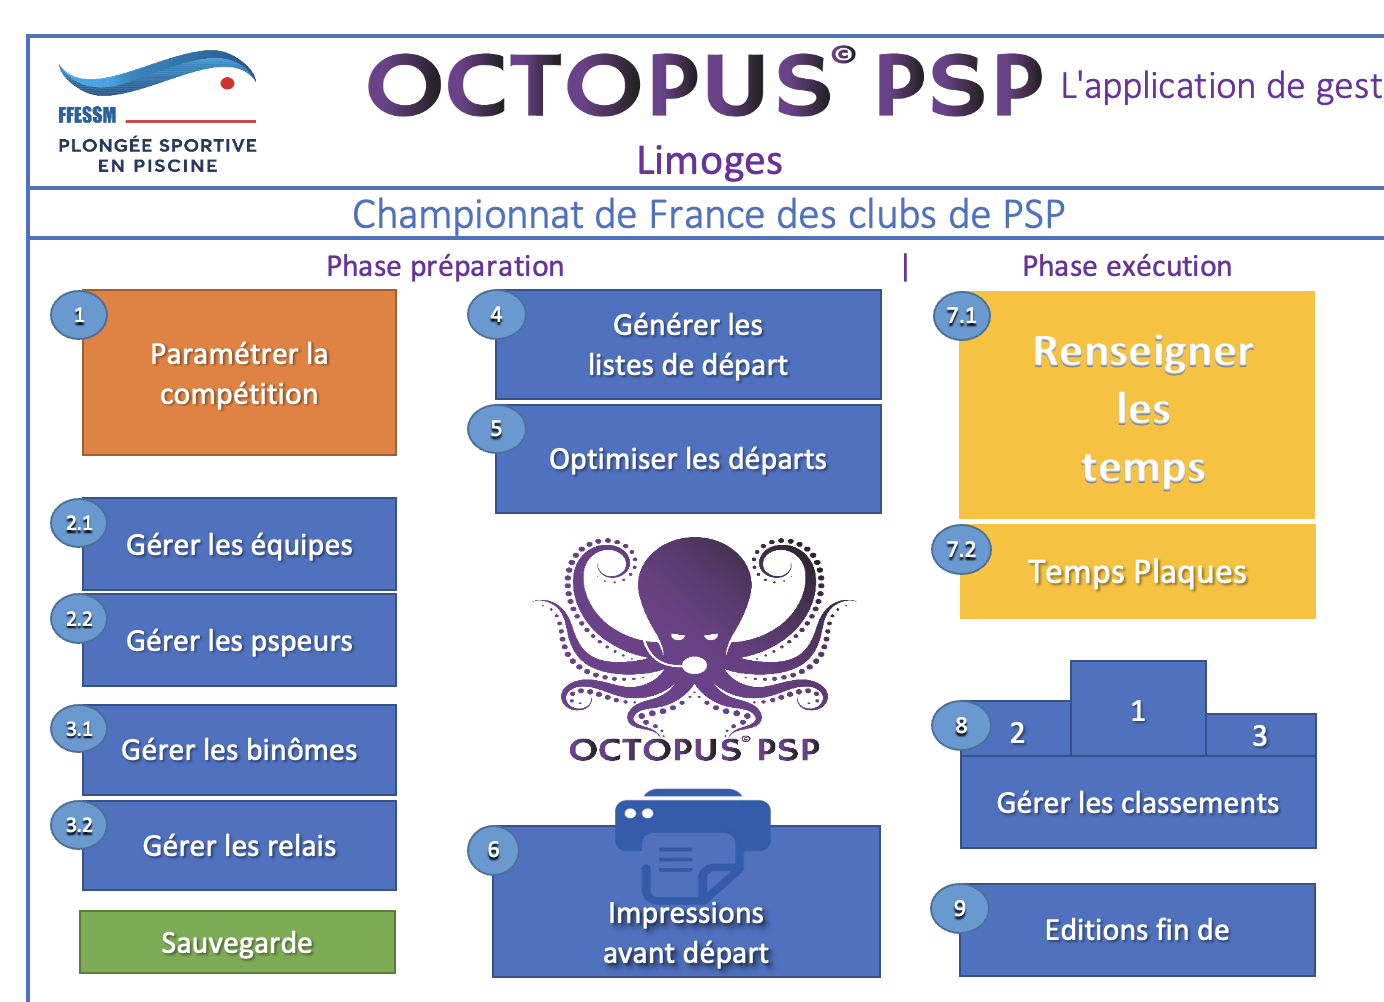 FFESSM
PLONGÉE SPORTIVE
EN PISCINE
OCTOPUS© PSP
L'application de gest
Limoges
Championnat de France des clubs de PSP
Phase préparation
|
Phase exécution
1
Paramétrer la
compétition
2.1
Gérer les équipes
2.2
Gérer les pspeurs
3.1
Gérer les binômes
3.2
Gérer les relais
Sauvegarde
4
Générer les
listes de départ
5
Optimiser les départs
OCTOPUS© PSP
6
Impressions
avant départ
7.1
Renseigner
les
temps
7.2
Temps Plaques
8
2
1
3
Gérer les classements
9
Editions fin de